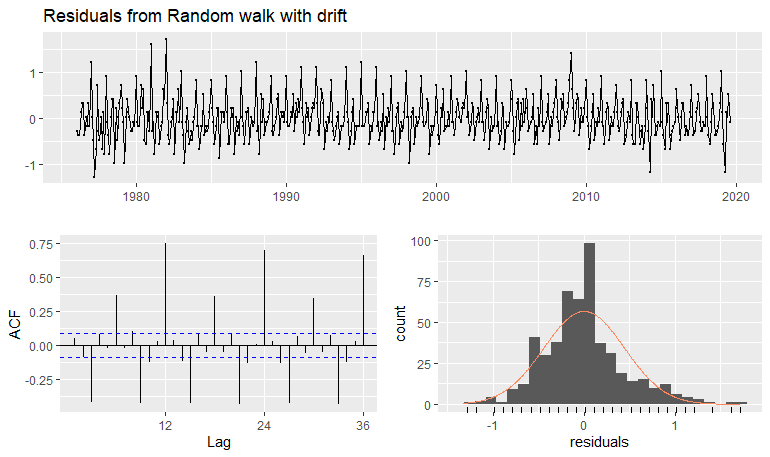 Residuals from Random walk with drift
1
0
-1
1980 1990 2000 2010 2020
0.75
0.50
0.25
0.00
-0.25
ACF
12 24 36
Lag
100
75
50
25
0
count
-1 0 1
residuals